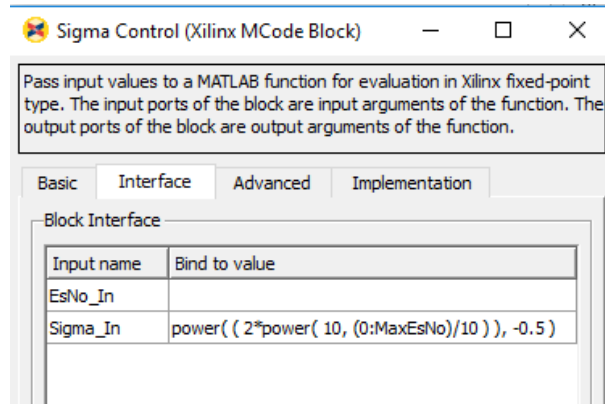 Sigma Control (Xilinx MCode Block)
Pass input values to a MATLAB function for evaluation in Xilinx fixed-point
type. The input ports of the block are input arguments of the function. The
output ports of the block are output arguments of the function.
Basic Interface Advanced Implementation
Block Interface
Input name Bind to value
EsNo_In
Sigma_In power( ( 2*power( 10, (0:MaxEsNo)/10 ) ), -0.5 )